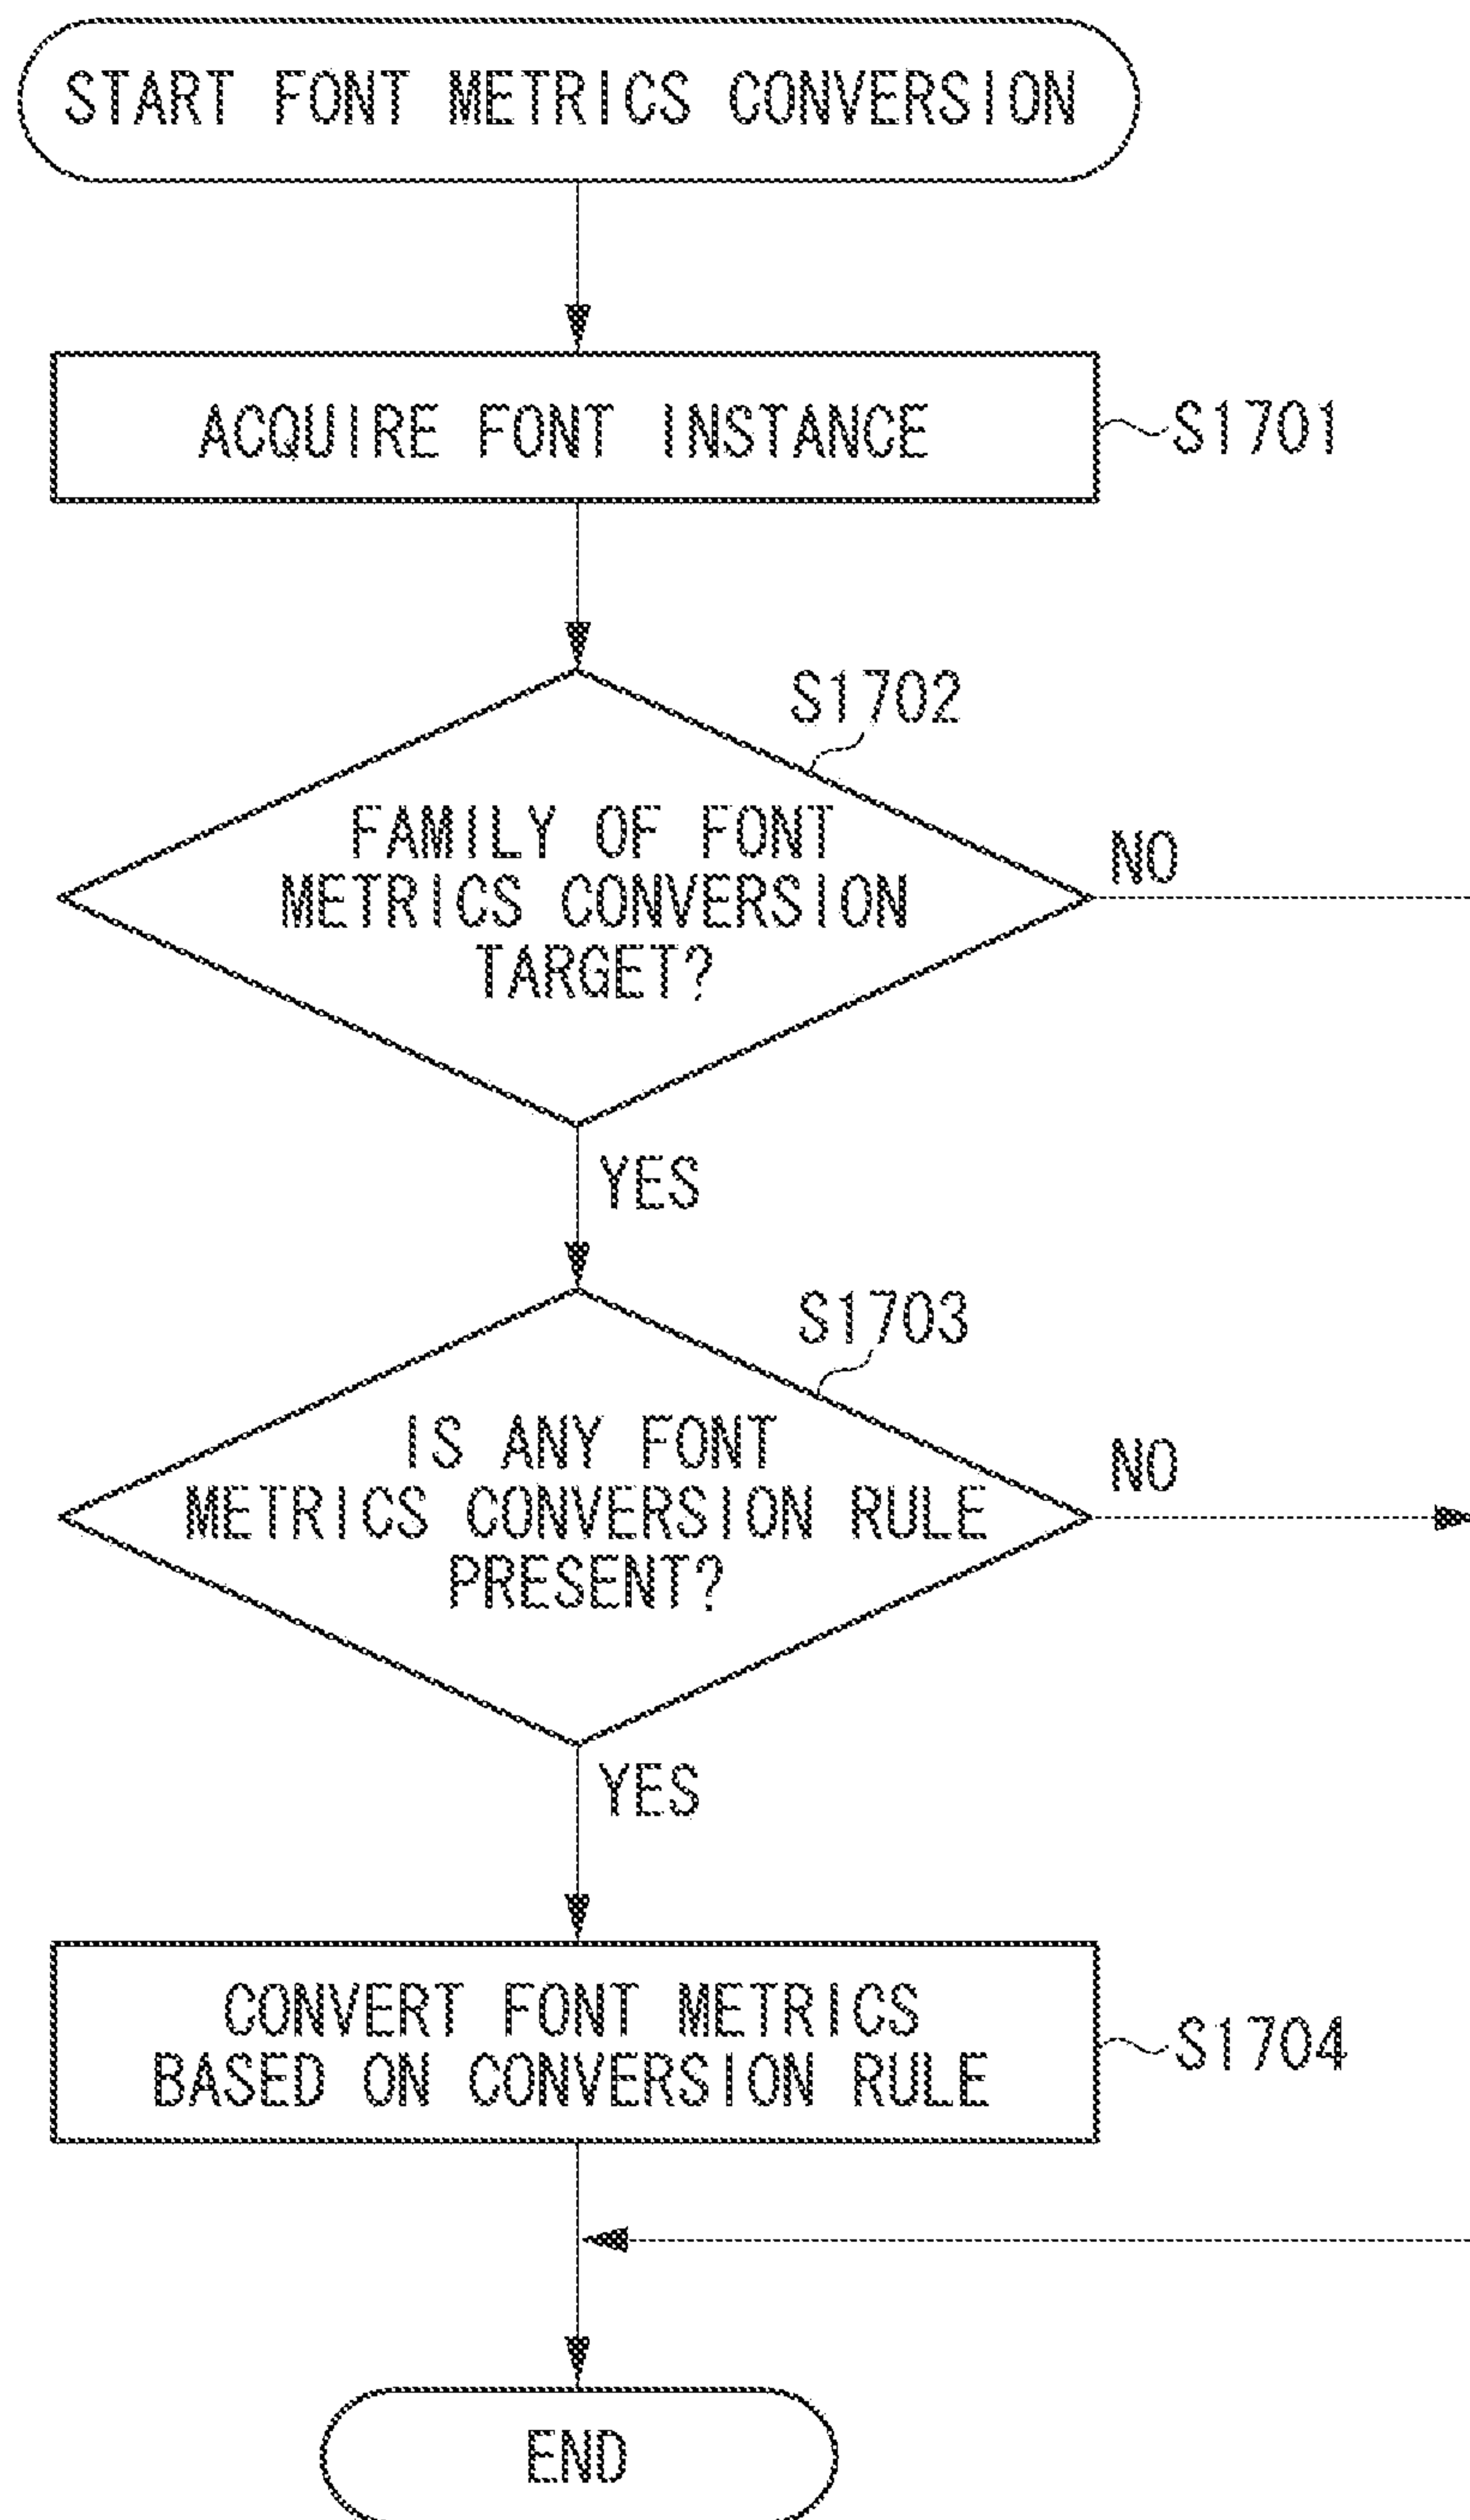 START FONT METRICS CONVERSION
ACQUIRE FONT INSTANCE
S1701
S1702
FAMILY OF FONT
METRICS CONVERSION
TARGET?
NO
YES
S1703
IS ANY FONT
METRICS CONVERSION RULE
PRESENT?
NO
YES
CONVERT FONT METRICS
BASED ON CONVERSION RULE
S1704
END